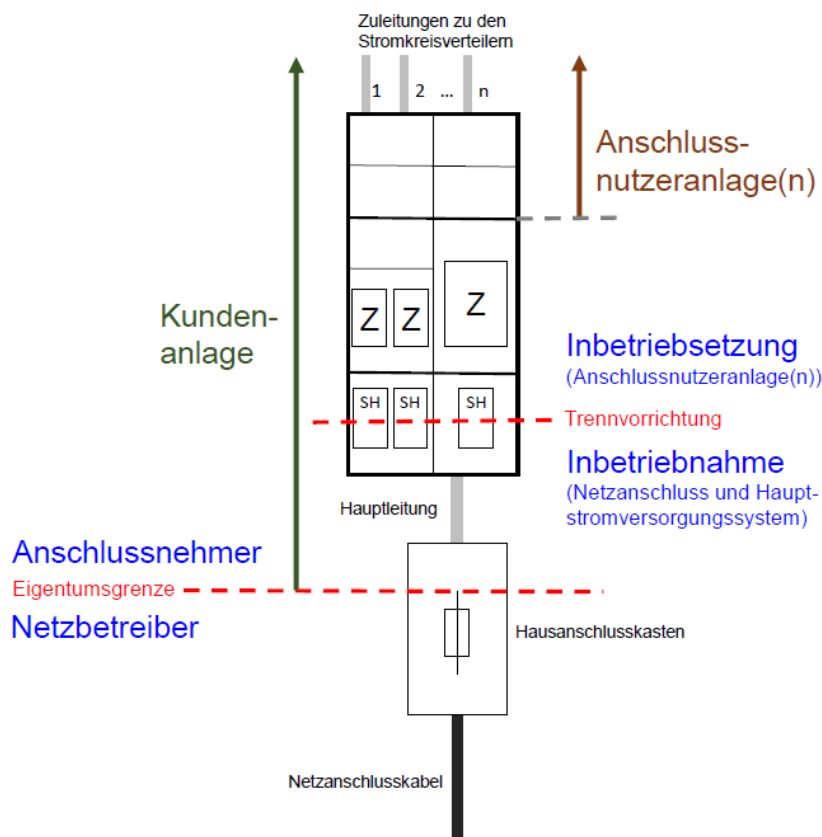 Zuleitungen zu den
Stromkreisverteilern
1 2 ... n
Anschluss-
nutzeranlage(n)
Z Z Z
Kunden-
anlage
Inbetriebsetzung
(Anschlussnutzeranlage(n))
SH SH SH
Trennvorrichtung
Inbetriebnahme
(Netzanschluss und Haupt-
stromversorgungssystem)
Hauptleitung
Anschlussnehmer
Eigentumsgrenze
Netzbetreiber
Hausanschlusskasten
Netzanschlusskabel